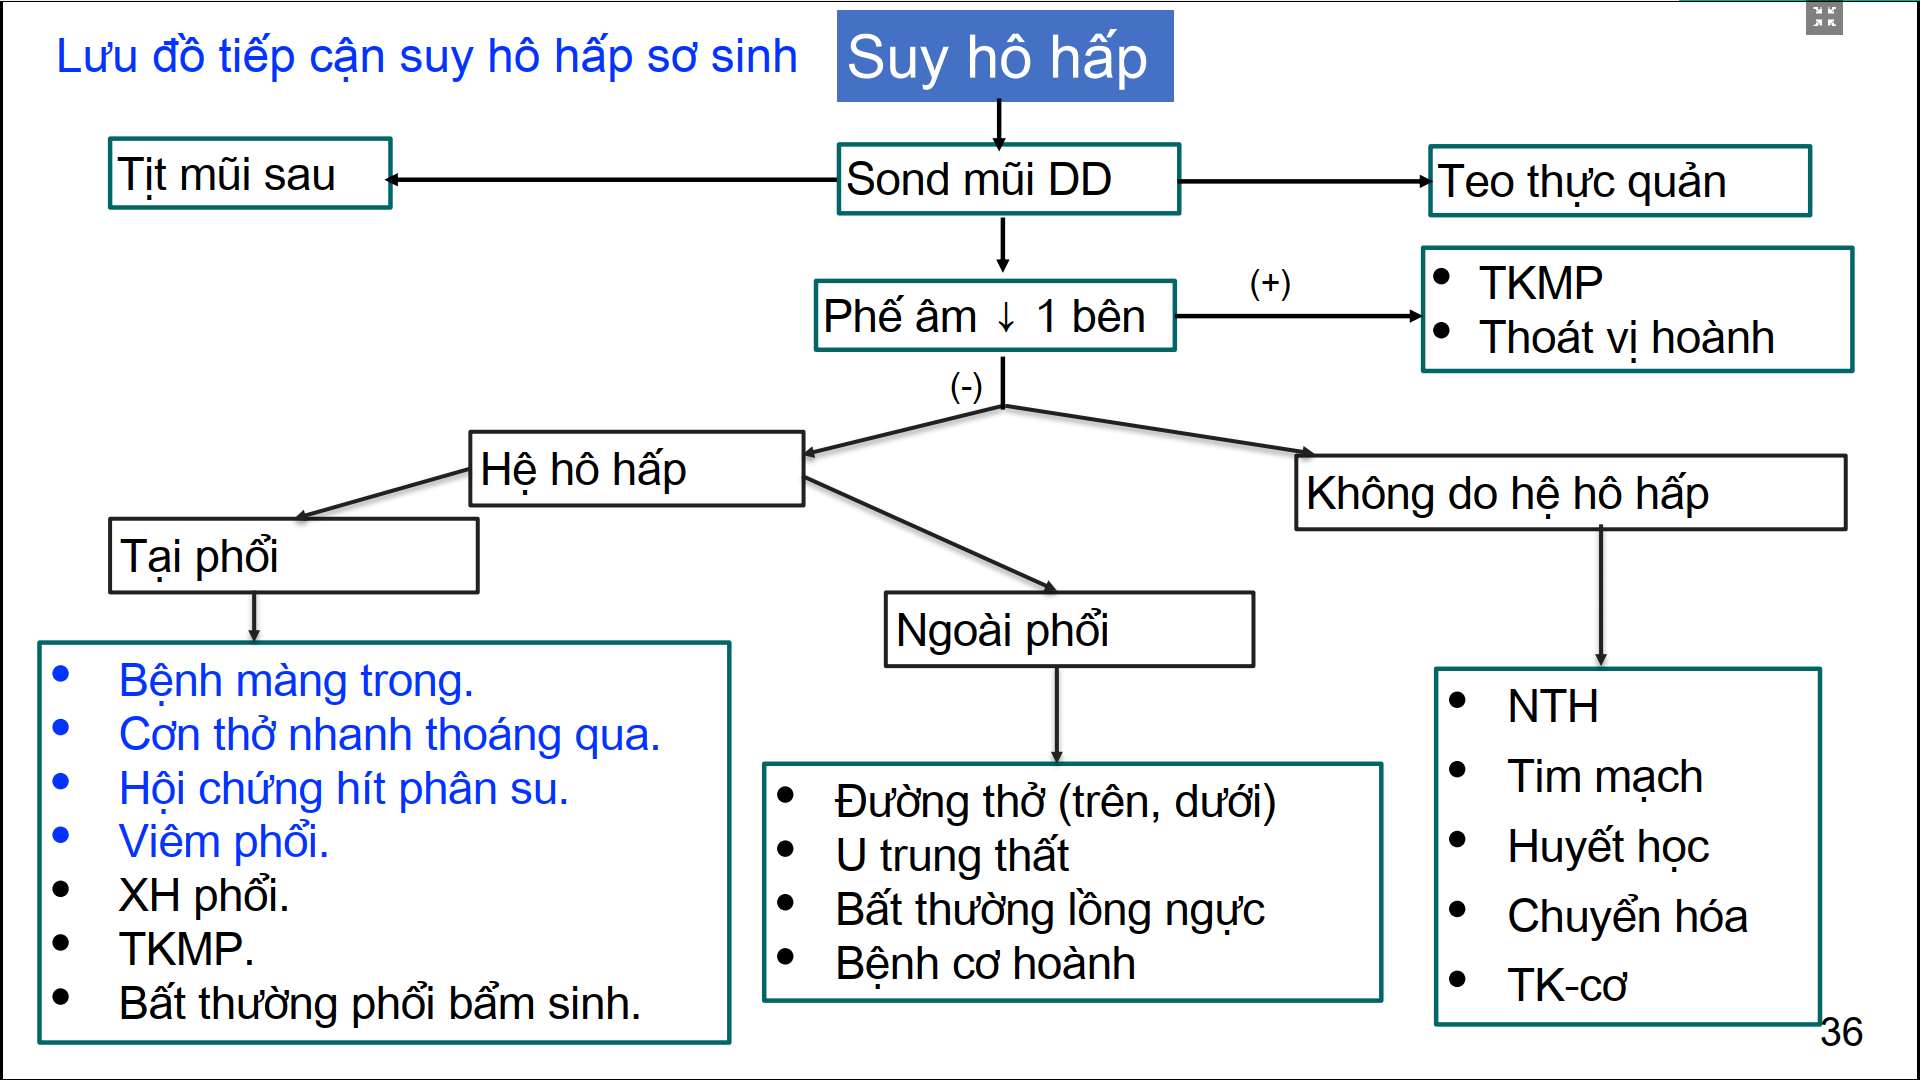 Lưu đồ tiếp cận suy hô hấp sơ sinh
Suy hô hấp
Tịt mũi sau
Sond mũi DD
Teo thực quản
Phế âm ↓ 1 bên
(+)
• TKMP
• Thoát vị hoành
(-)
Hệ hô hấp
Không do hệ hô hấp
Tại phổi
Ngoài phổi
• Bệnh màng trong.
• Cơn thở nhanh thoáng qua.
• Hội chứng hít phân su.
• Viêm phổi.
• XH phổi.
• TKMP.
• Bất thường phổi bẩm sinh.
• Đường thở (trên, dưới)
• U trung thất
• Bất thường lồng ngực
• Bệnh cơ hoành
• NTH
• Tim mạch
• Huyết học
• Chuyển hóa
• TK-cơ
36